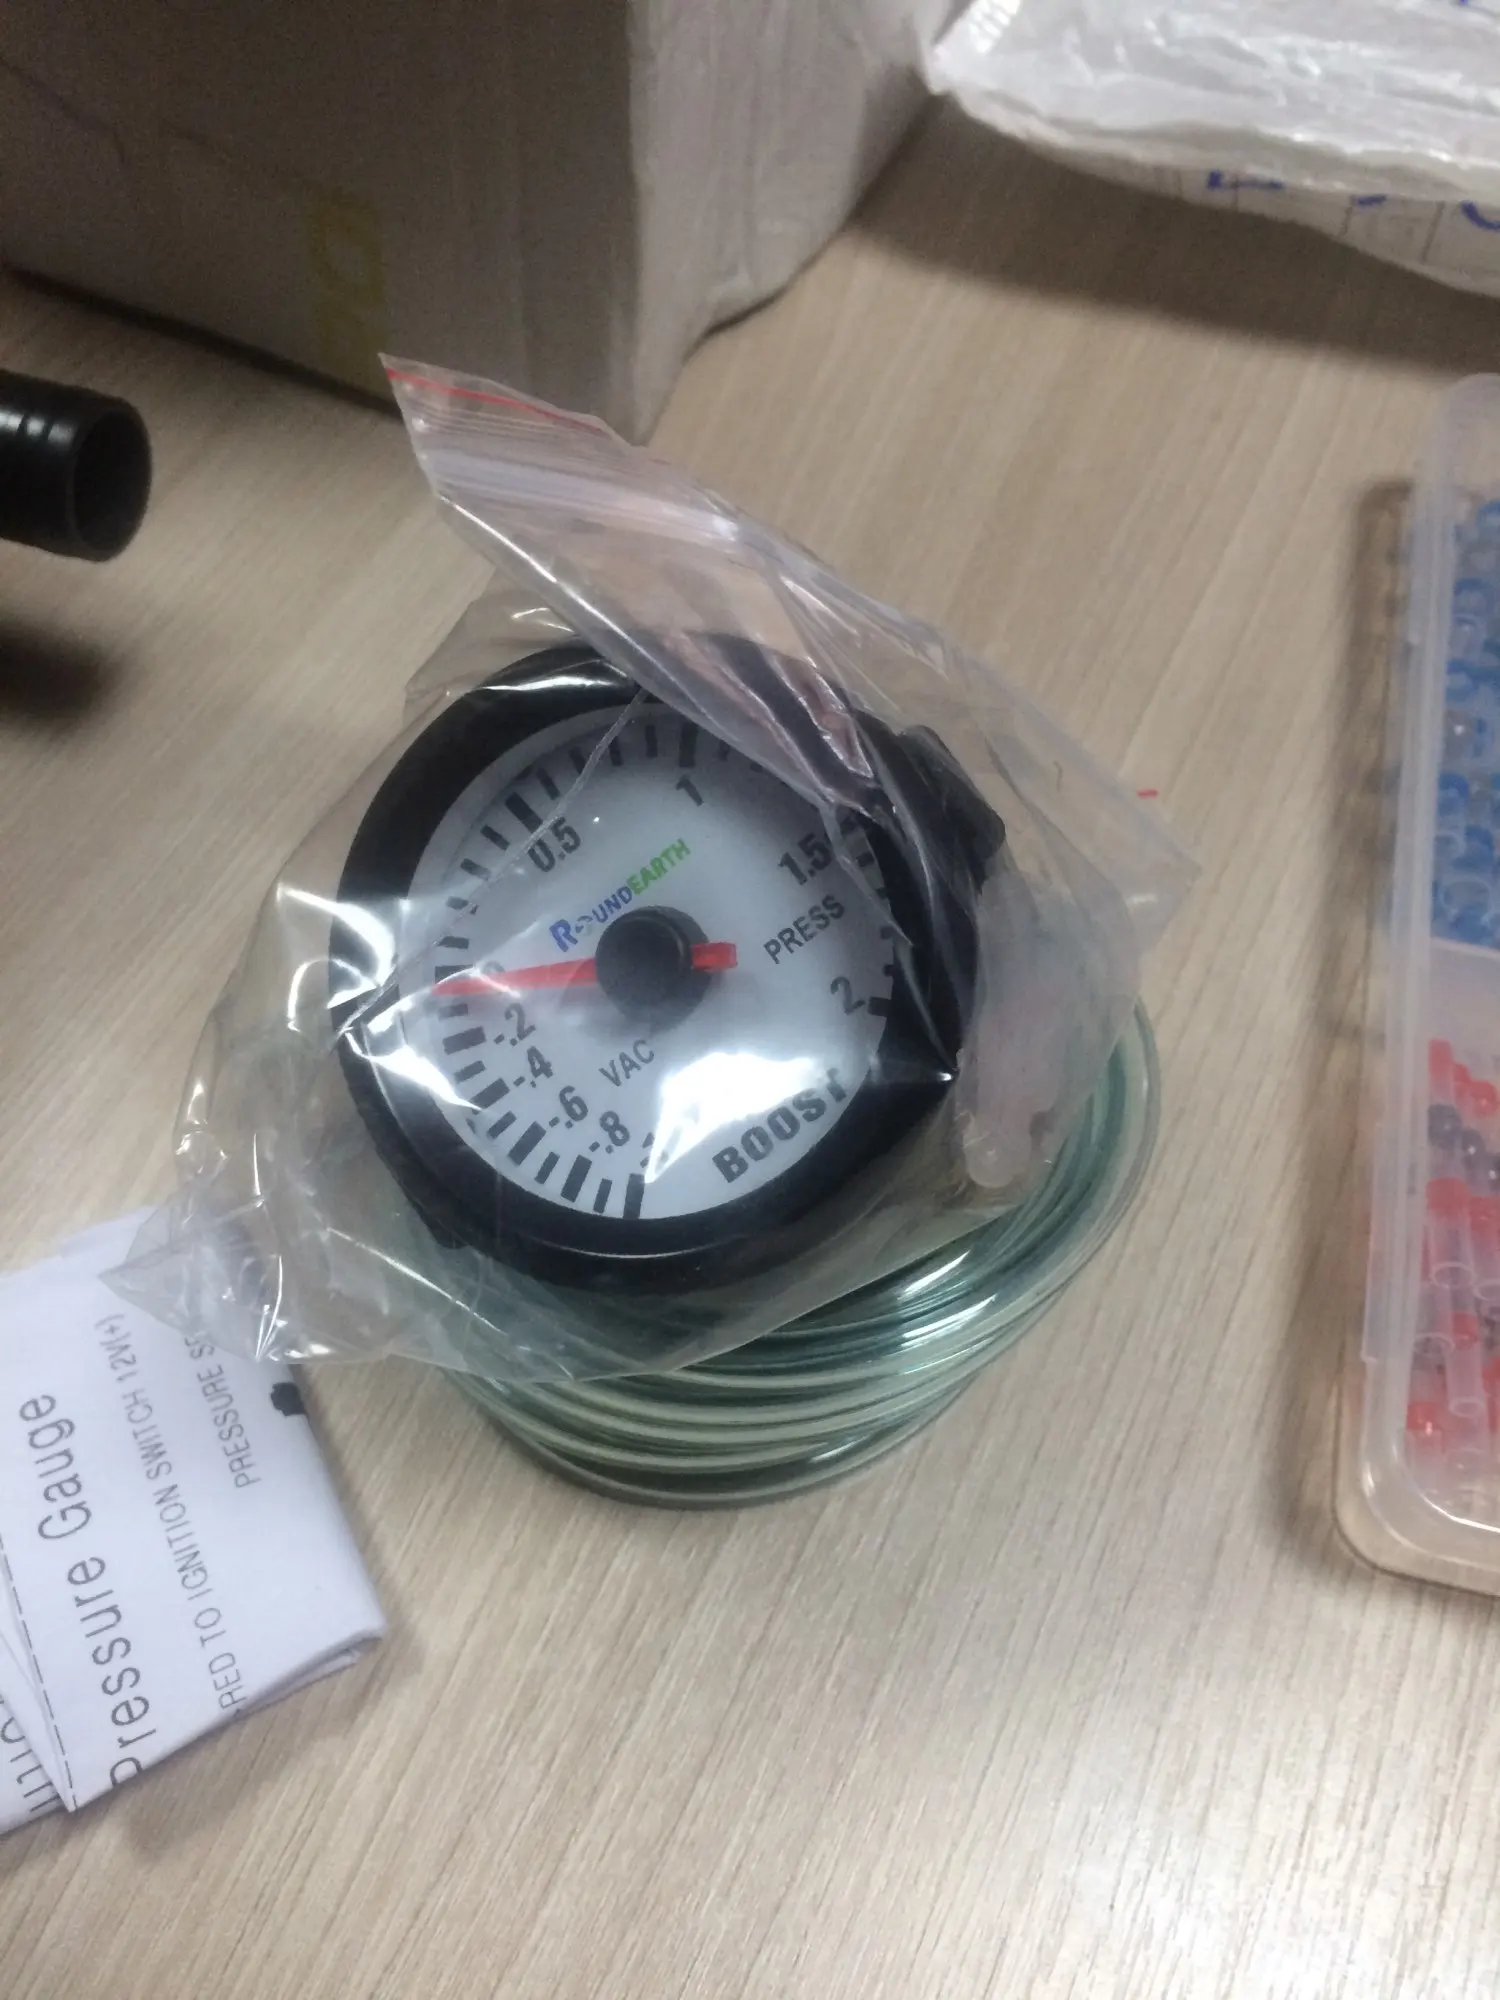 0.5
1
1.5
2
ROUNDEARTH
PRESS
0
-.2
-.4
-.6
-.8
VAC
BOOST
PRESSURE
RED TO IGNITION SWITCH 12V(+)
Pressure Gauge